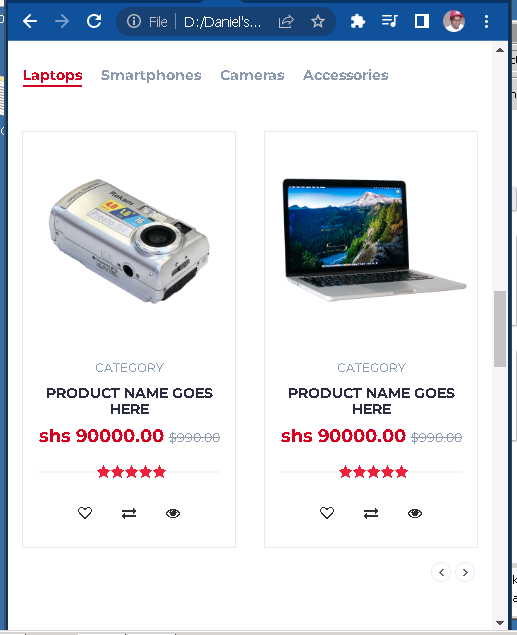 File D:/Daniel's...
Laptops Smartphones Cameras Accessories
Rekam
CATEGORY
PRODUCT NAME GOES
HERE
shs 90000.00 $990.00
CATEGORY
PRODUCT NAME GOES
HERE
shs 90000.00 $990.00